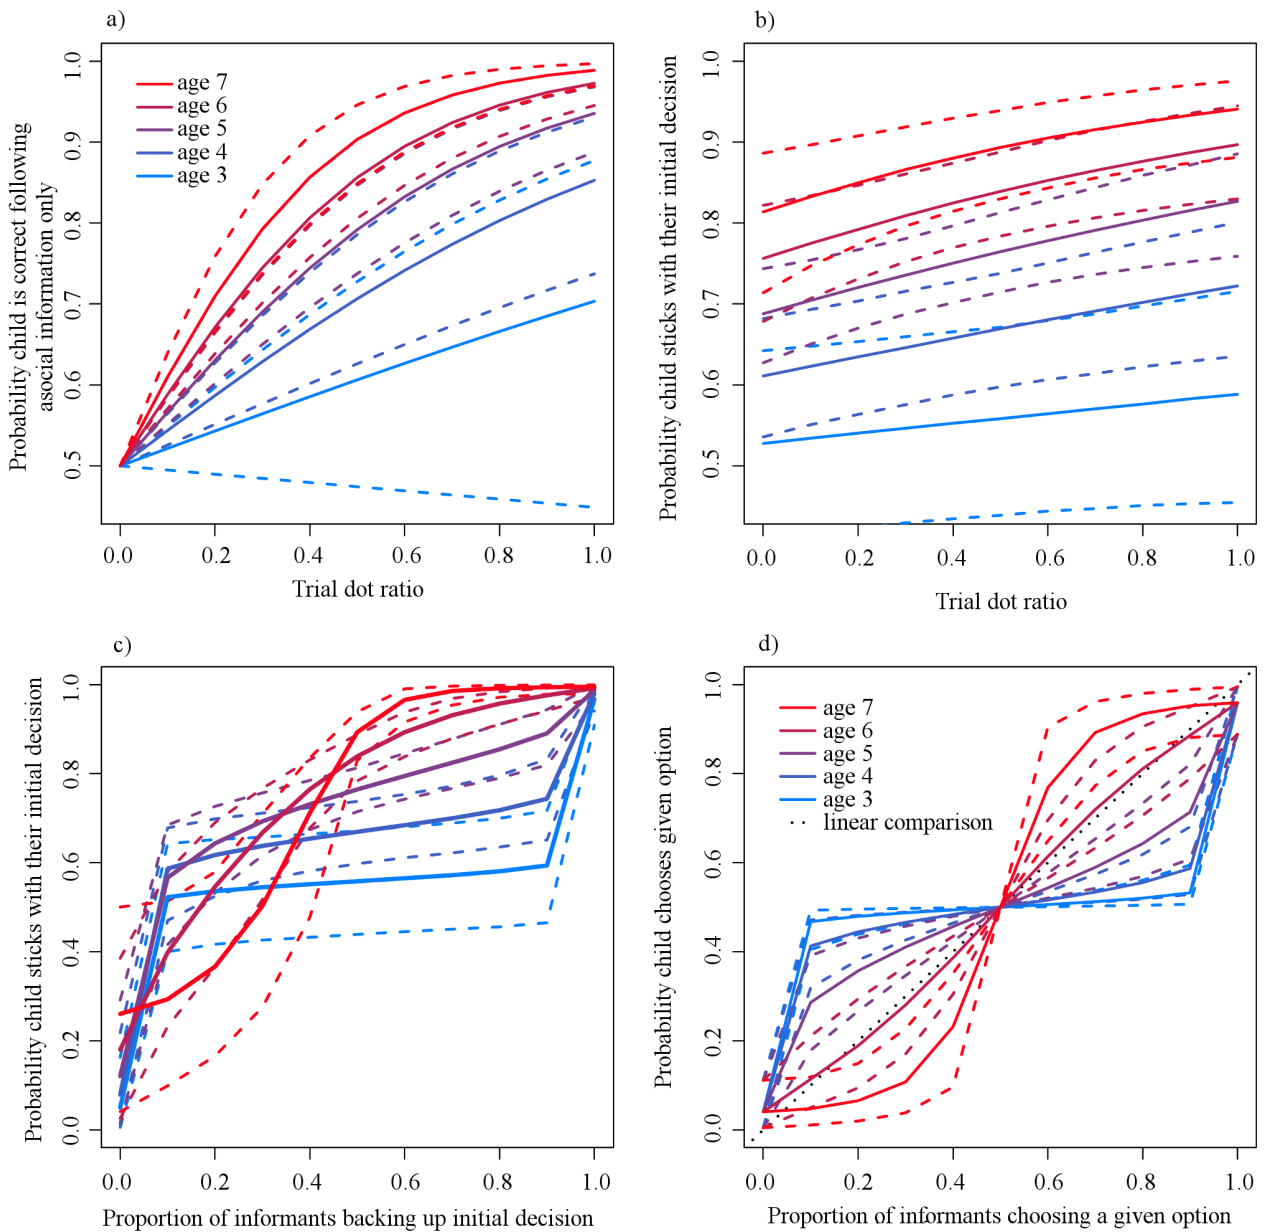 a)
Probability child is correct following
asocial information only
1.0
0.9
0.8
0.7
0.6
0.5
age 7
age 6
age 5
age 4
age 3
0.0 0.2 0.4 0.6 0.8 1.0
Trial dot ratio
b)
Probability child sticks with their initial decision
1.0
0.9
0.8
0.7
0.6
0.5
0.0 0.2 0.4 0.6 0.8 1.0
Trial dot ratio
c)
Probability child sticks with their initial decision
1.0
0.8
0.6
0.4
0.2
0.0
0.0 0.2 0.4 0.6 0.8 1.0
Proportion of informants backing up initial decision
d)
Probability child chooses given option
1.0
0.8
0.6
0.4
0.2
0.0
age 7
age 6
age 5
age 4
age 3
linear comparison
0.0 0.2 0.4 0.6 0.8 1.0
Proportion of informants choosing a given option